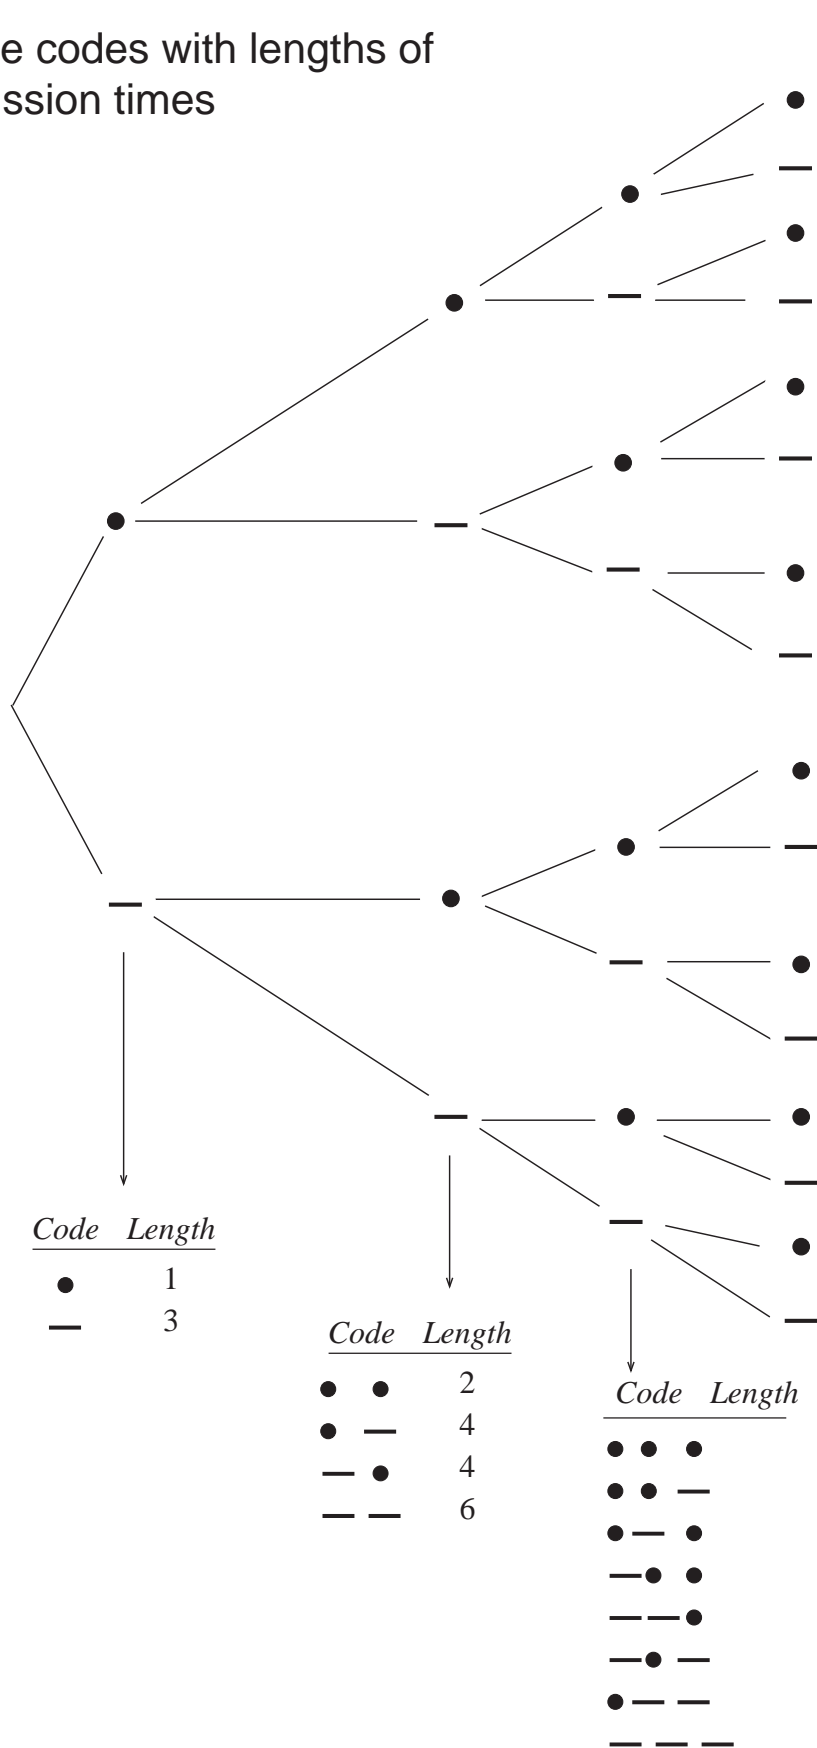 e codes with lengths of
ssion times
Code Length
● 1
— 3
Code Length
● ● 2
● — 4
— ● 4
— — 6
Code Length
● ● ●
● ● —
● — ●
— ● ●
— — ●
— ● —
● — —
— — —